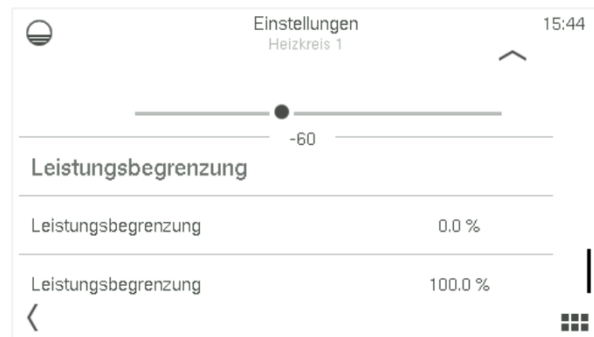 Einstellungen
15:44
Heizkreis 1
-60
Leistungsbegrenzung
Leistungsbegrenzung 0.0 %
Leistungsbegrenzung 100.0 %